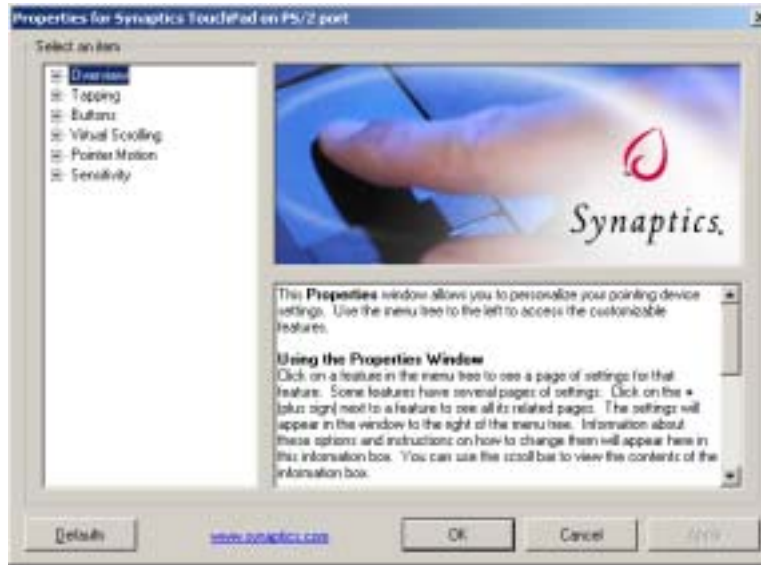 Properties for Synaptics TouchPad on PS/2 port
Select an item
Overview
Tapping
Buttons
Virtual Scrolling
Pointer Motion
Sensitivity
Synaptics.
This Properties window allows you to personalize your pointing device
settings. Use the menu tree to the left to access the customizable
features.
Using the Properties Window
Click on a feature in the menu tree to see a page of settings for that
feature. Some features have several pages of settings. Click on the +
(plus sign) next to a feature to see all its related pages. The settings will
appear in the window to the right of the menu tree. Information about
these options and instructions on how to change them will appear here in
this information box. You can use the scroll bar to view the contents of the
information box.
Defaults
www.synaptics.com
OK
Cancel
Apply